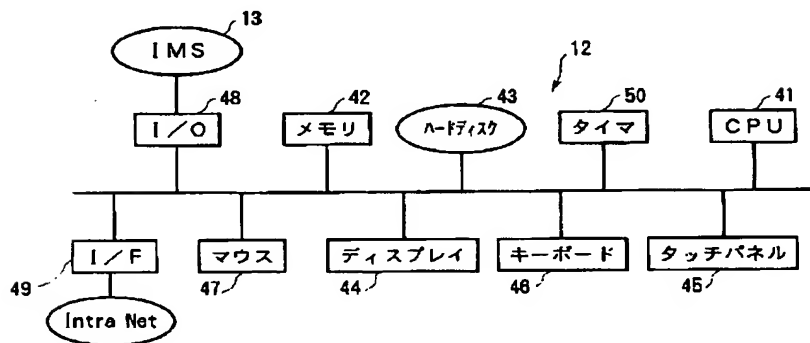 13
IMS
12
48
42
43
50
41
I/O
メモリ
ハードディスク
タイマ
CPU
I/F
マウス
ディスプレイ
キーボード
タッチパネル
49
47
44
46
45
Intra Net